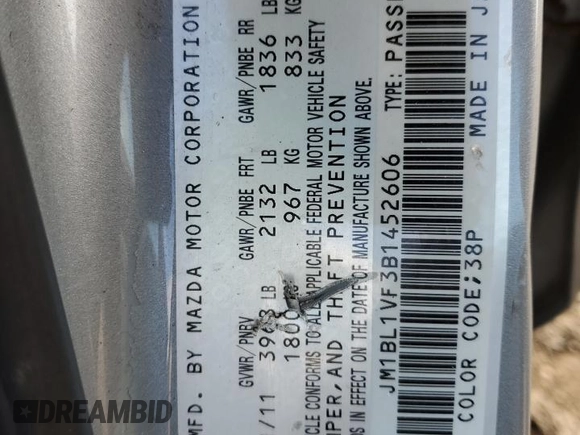 MFD. BY MAZDA MOTOR CORPORATION
GVWR/PNBV GAWR/PNBE FRT GAWR/PNBE RR
/11 LB 2132 LB 1836 LB
967 KG 833 KG
CLE CONFORMS TO ALL APPLICABLE FEDERAL MOTOR VEHICLE SAFETY
PER, AND THEFT PREVENTION
S IN EFFECT ON THE DATE OF MANUFACTURE SHOWN ABOVE.
JM1BL1VF3B1452606 TYPE: PASS
COLOR CODE;38P MADE IN J
DREAMBID